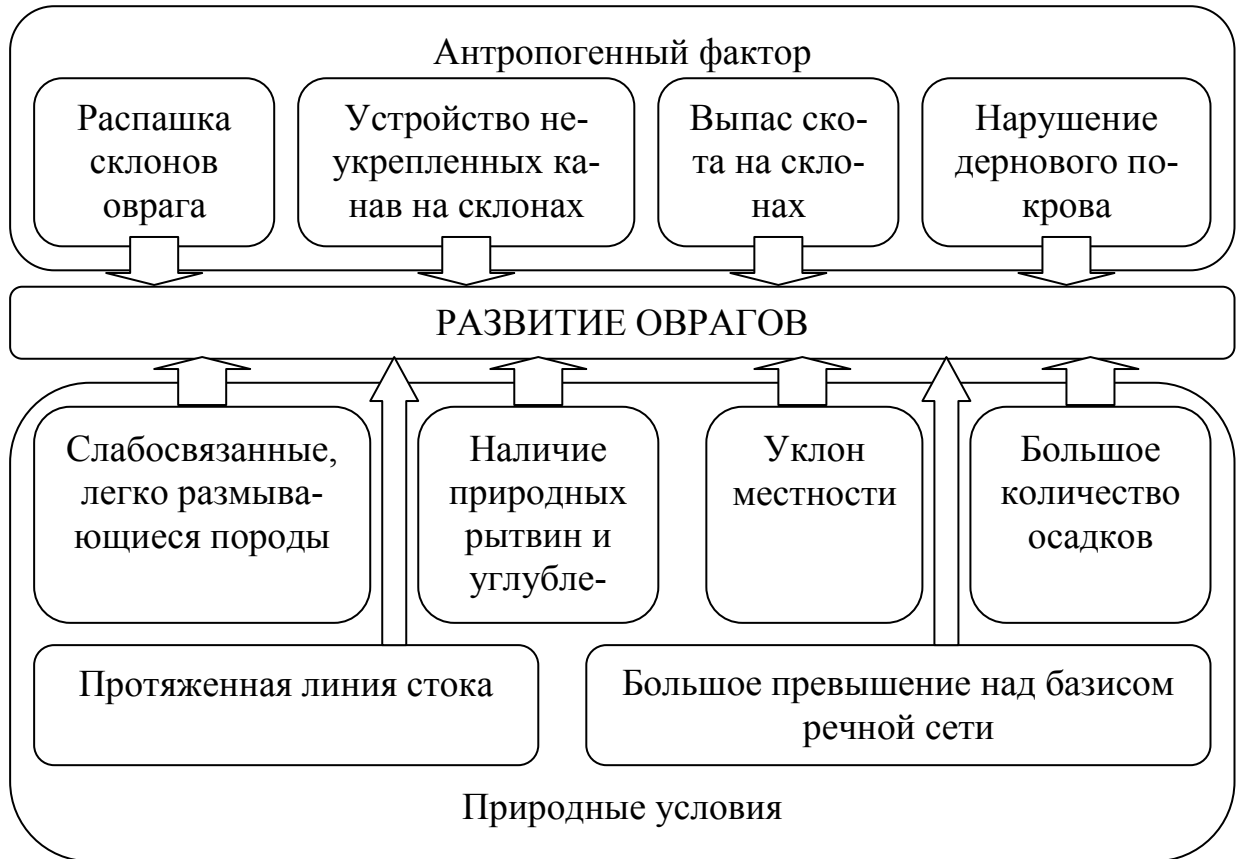 Антропогенный фактор
Распашка
склонов
оврага
Устройство не-
укрепленных ка-
нав на склонах
Выпас ско-
та на скло-
нах
Нарушение
дернового по-
крова
РАЗВИТИЕ ОВРАГОВ
Слабосвязанные,
легко размыва-
ющиеся породы
Наличие
природных
рытвин и
углубле-
Уклон
местности
Большое
количество
осадков
Протяженная линия стока
Большое превышение над базисом
речной сети
Природные условия